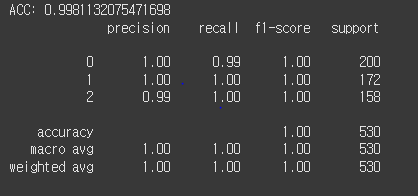 ACC: 0.9981132075471698
precision recall f1-score support
0 1.00 0.99 1.00 200
1 1.00 1.00 1.00 172
2 0.99 1.00 1.00 158
accuracy 1.00 530
macro avg 1.00 1.00 1.00 530
weighted avg 1.00 1.00 1.00 530